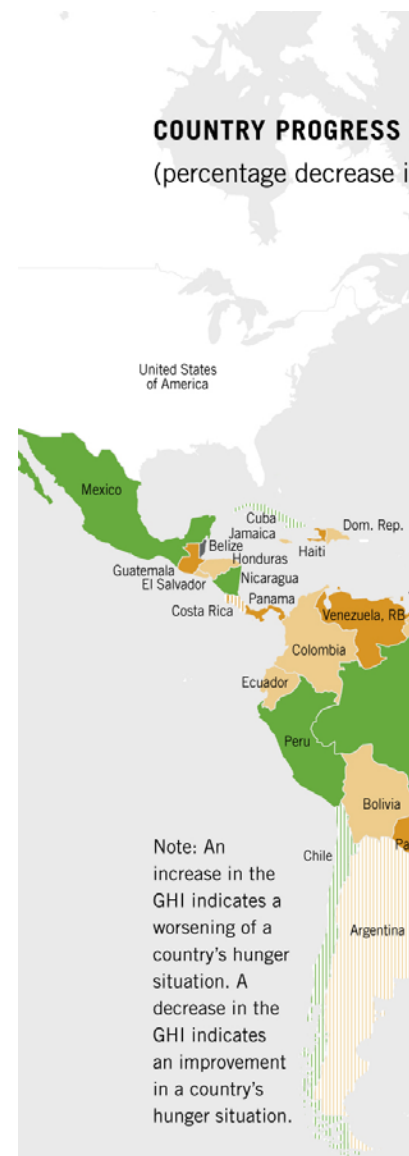 COUNTRY PROGRESS
(percentage decrease i
United States
of America
Mexico
Cuba
Jamaica
Dom. Rep.
Belize
Haiti
Honduras
Guatemala
El Salvador
Nicaragua
Costa Rica
Panama
Venezuela, RB
Colombia
Ecuador
Peru
Bolivia
Pa
Chile
Argentina
Note: An
increase in the
GHI indicates a
worsening of a
country's hunger
situation. A
decrease in the
GHI indicates
an improvement
in a country's
hunger situation.